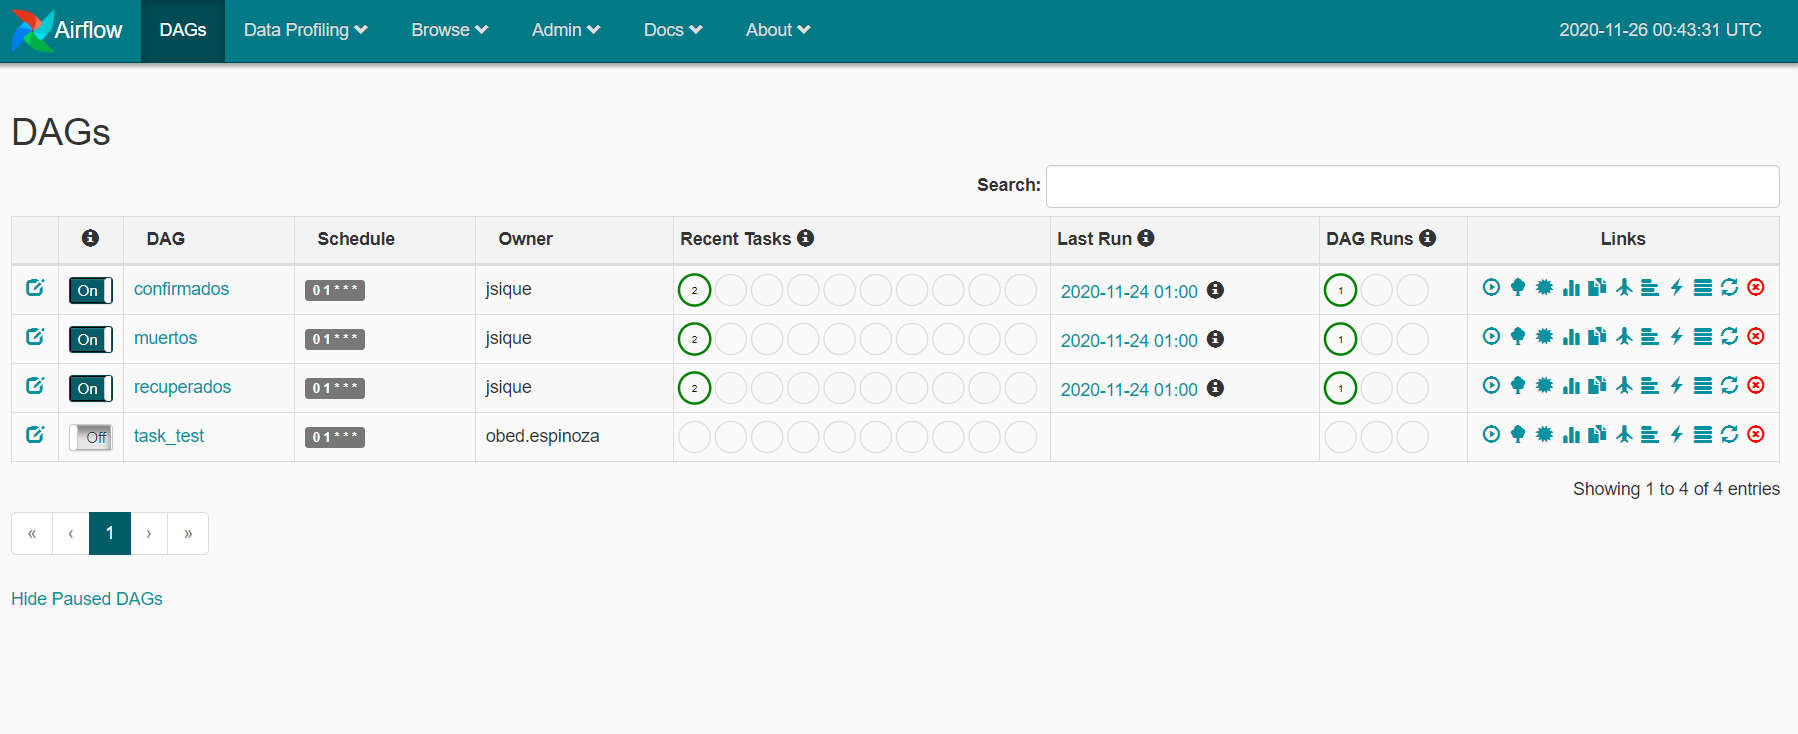 Airflow DAGs Data Profiling Browse Admin Docs About 2020-11-26 00:43:31 UTC
DAGs
Search:
DAG Schedule Owner Recent Tasks Last Run DAG Runs Links
On confirmados 0 1 * * * jsique 2 2020-11-24 01:00 1
On muertos 0 1 * * * jsique 2 2020-11-24 01:00 1
On recuperados 0 1 * * * jsique 2 2020-11-24 01:00 1
Off task_test 0 1 * * * obed.espinoza
Showing 1 to 4 of 4 entries
« ‹ 1 › »
Hide Paused DAGs